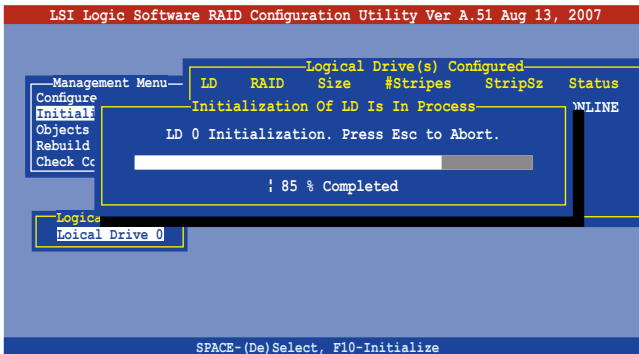 LSI Logic Software RAID Configuration Utility Ver A.51 Aug 13, 2007
Logical Drive(s) Configured
LD RAID Size #Stripes StripSz Status
ONLINE
Management Menu
Configure
Initiali
Objects
Rebuild
Check Co
Initialization Of LD Is In Process
LD 0 Initialization. Press Esc to Abort.
¦ 85 % Completed
Logica
Loical Drive 0
SPACE-(De)Select, F10-Initialize